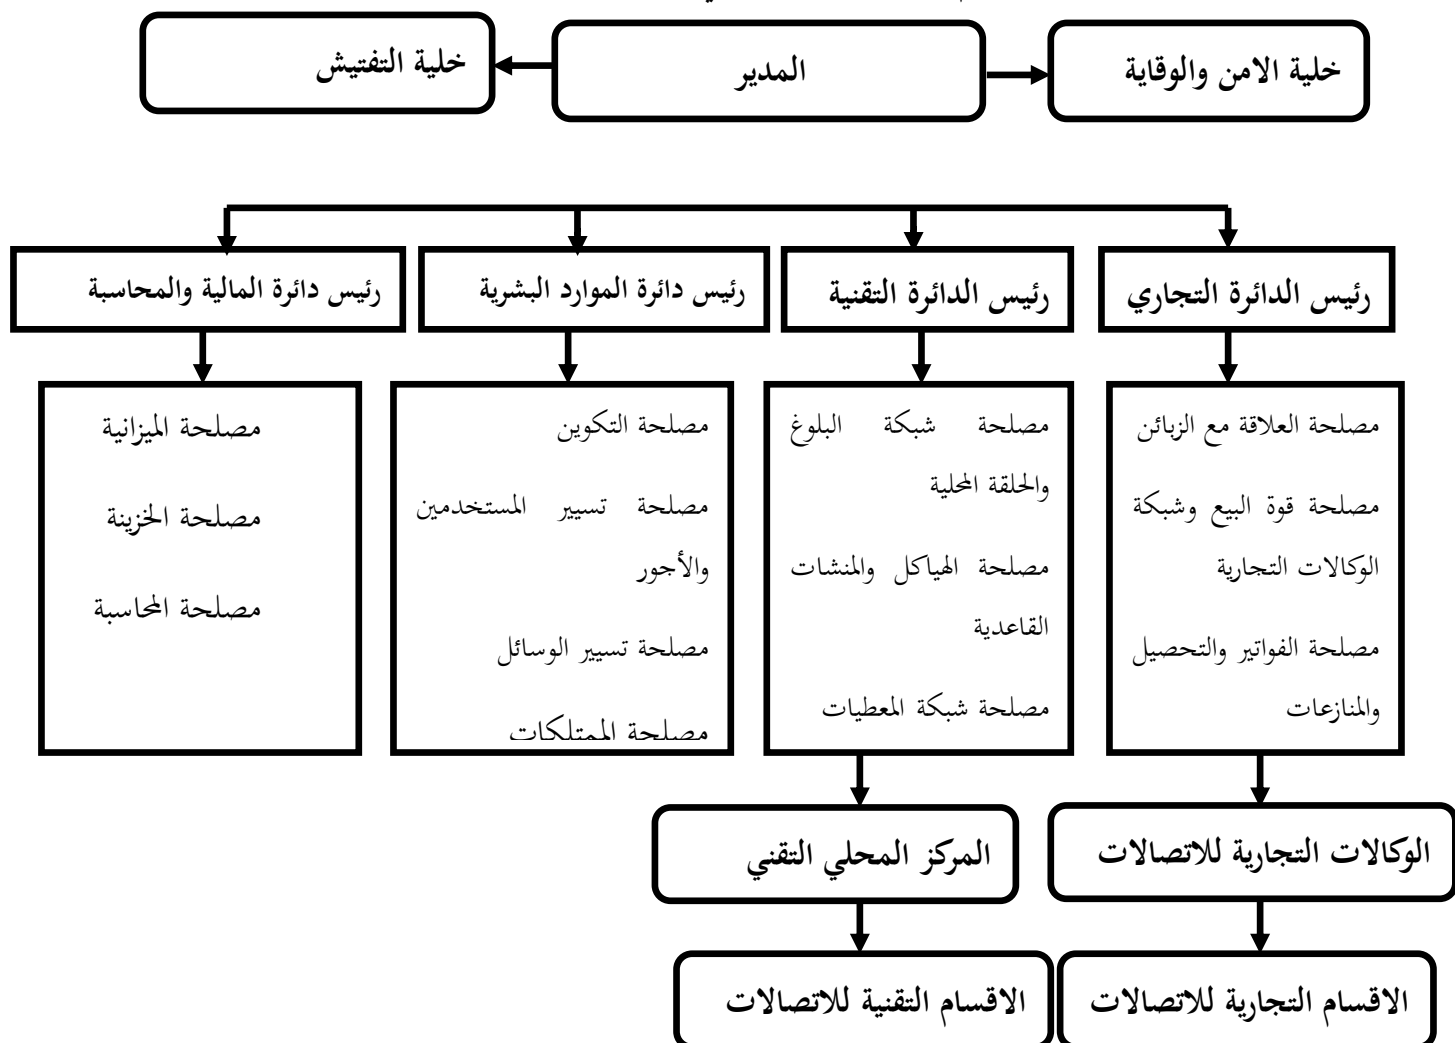 خلية الامن والوقاية
المدير
خلية التفتيش
رئيس الدائرة التجاري
رئيس الدائرة التقنية
رئيس دائرة الموارد البشرية
رئيس دائرة المالية والمحاسبة
مصلحة العلاقة مع الزبائن
مصلحة قوة البيع وشبكة
الوكالات التجارية
مصلحة الفواتير والتحصيل
والمنازعات
مصلحة شبكة البلوغ
والحلقة المحلية
مصلحة الهياكل والمنشات
القاعدية
مصلحة شبكة المعطيات
مصلحة التكوين
مصلحة تسيير المستخدمين
والأجور
مصلحة تسيير الوسائل
مصلحة الممتلكات
مصلحة الميزانية
مصلحة الخزينة
مصلحة المحاسبة
الوكالات التجارية للاتصالات
المركز المحلي التقني
الاقسام التجارية للاتصالات
الاقسام التقنية للاتصالات